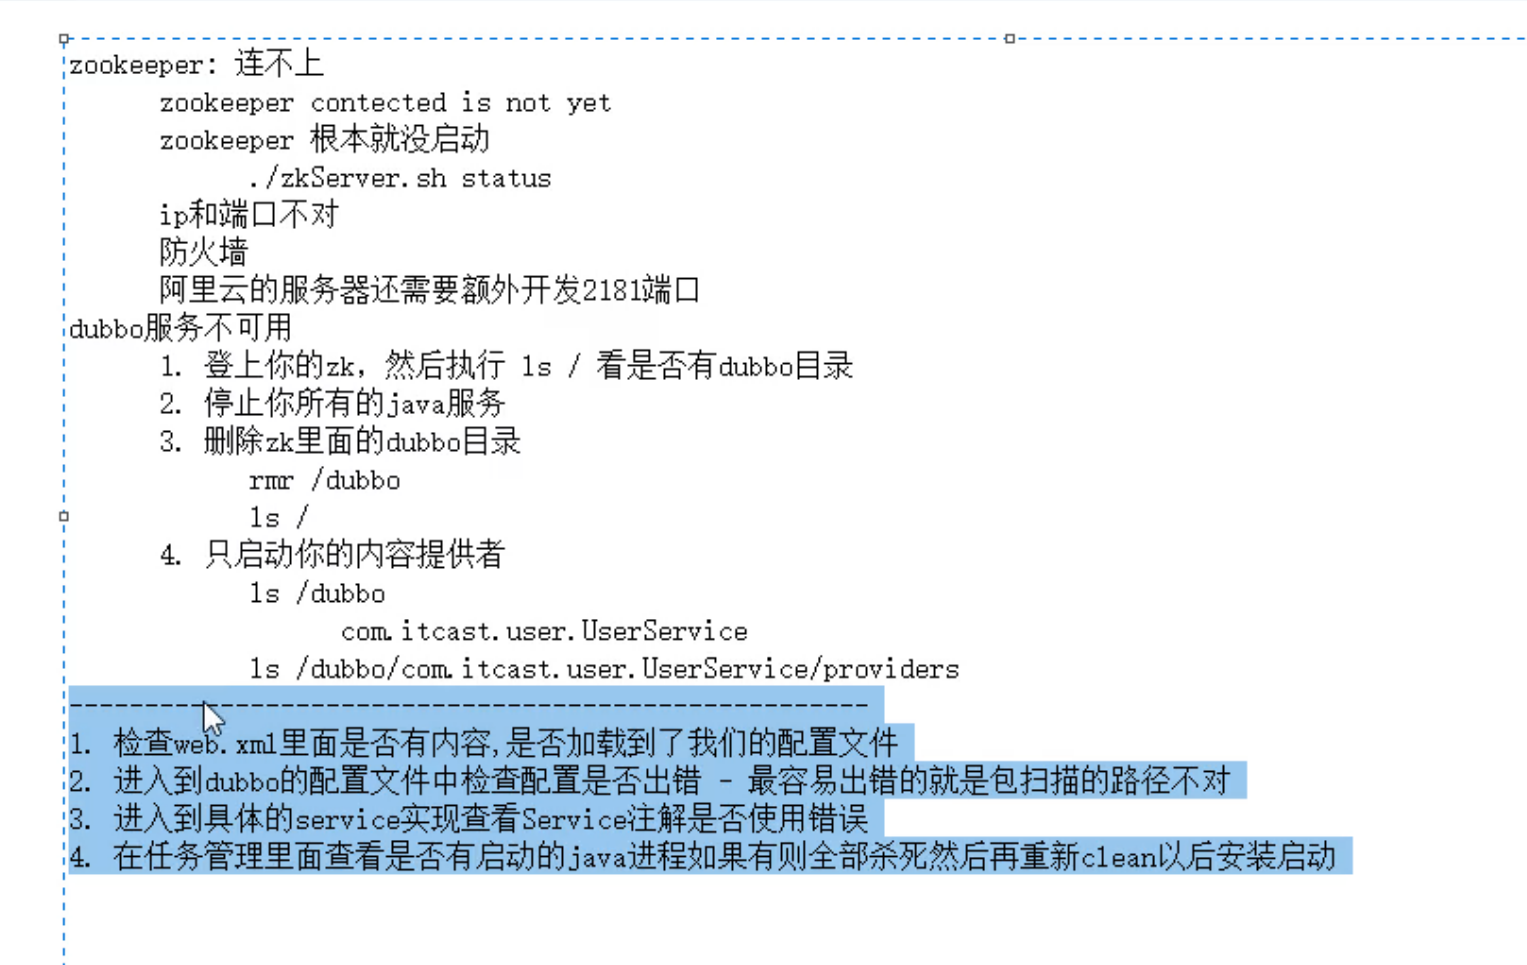 zookeeper: 连不上
zookeeper contected is not yet
zookeeper 根本就没启动
./zkServer.sh status
ip和端口不对
防火墙
阿里云的服务器还需要额外开发2181端口
dubbo服务不可用
1. 登上你的zk，然后执行 ls / 看是否有dubbo目录
2. 停止你所有的java服务
3. 删除zk里面的dubbo目录
rmr /dubbo
ls /
4. 只启动你的内容提供者
ls /dubbo
com.itcast.user.UserService
ls /dubbo/com.itcast.user.UserService/providers
-----------------------------------------------------
1. 检查web.xml里面是否有内容,是否加载到了我们的配置文件
2. 进入到dubbo的配置文件中检查配置是否出错 - 最容易出错的就是包扫描的路径不对
3. 进入到具体的service实现查看Service注解是否使用错误
4. 在任务管理里面查看是否有启动的java进程如果有则全部杀死然后再重新clean以后安装启动